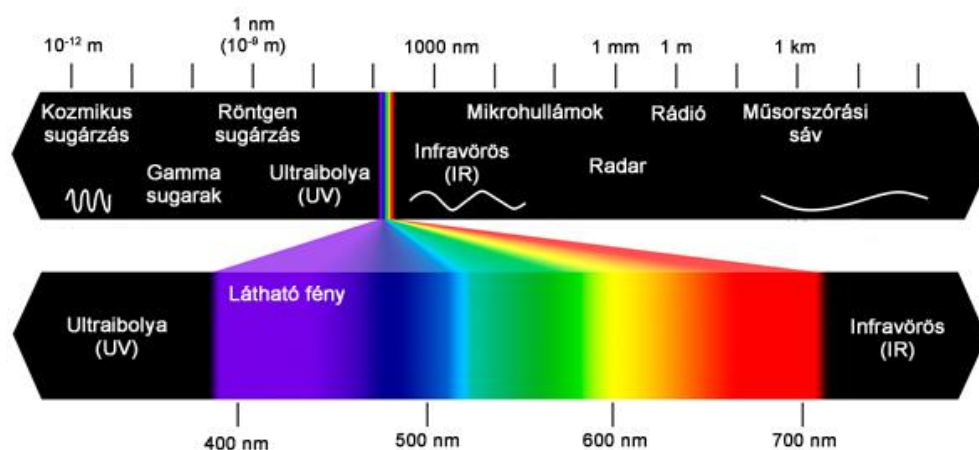 10⁻¹² m
1 nm
(10⁻⁹ m)
1000 nm
1 mm
1 m
1 km
Kozmikus
sugárzás
Gamma
sugarak
Röntgen
sugárzás
Ultraibolya
(UV)
Mikrohullámok
Infravörös
(IR)
Rádió
Radar
Műsorszórási
sáv
Látható fény
Ultraibolya
(UV)
Infravörös
(IR)
400 nm
500 nm
600 nm
700 nm